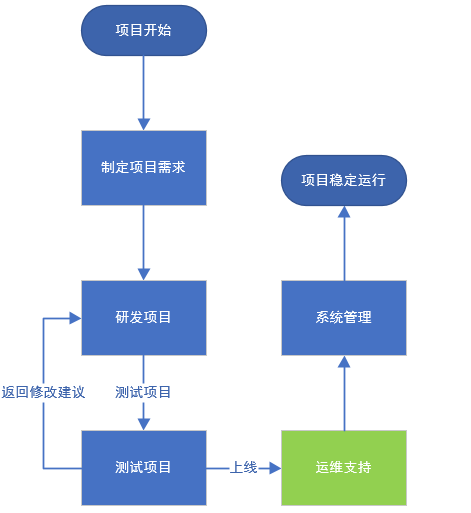 项目开始
制定项目需求
项目稳定运行
研发项目
系统管理
返回修改建议
测试项目
测试项目
上线
运维支持